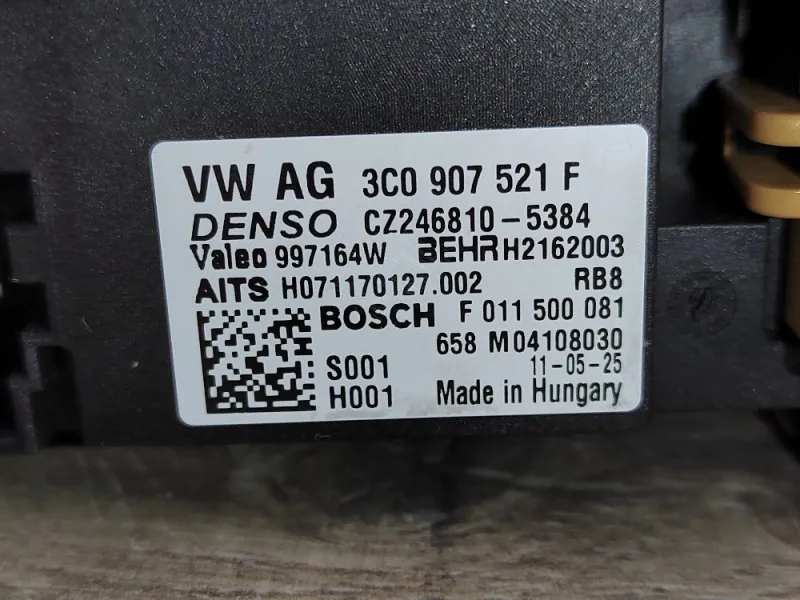 VW AG 3C0 907 521 F
DENSO CZ246810-5384
Valeo 997164W BEHR H2162003
AITS H071170127.002 RB8
BOSCH F 011 500 081
658 M04108030
S001 11-05-25
H001 Made in Hungary